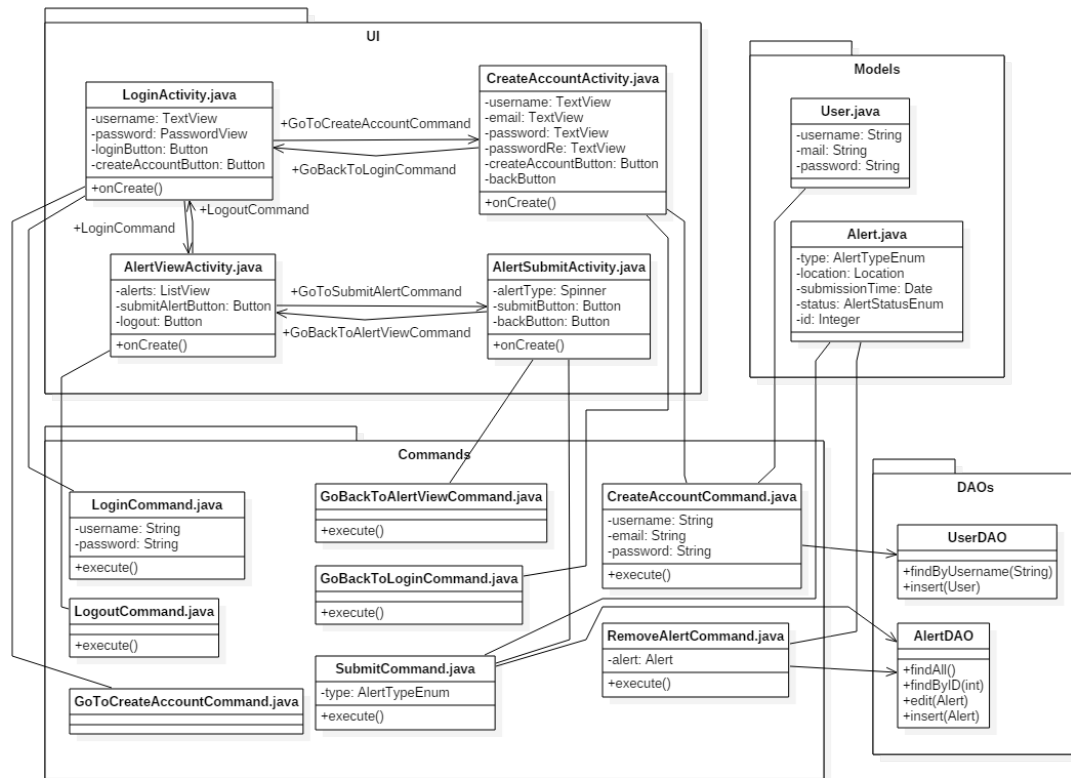 UI
LoginActivity.java
-username: TextView
-password: PasswordView
-loginButton: Button
-createAccountButton: Button
+onCreate()
+GoToCreateAccountCommand
+GoBackToLoginCommand
CreateAccountActivity.java
-username: TextView
-email: TextView
-password: TextView
-passwordRe: TextView
-createAccountButton: Button
-backButton
+onCreate()
+LogoutCommand
+LoginCommand
AlertViewActivity.java
-alerts: ListView
-submitAlertButton: Button
-logout: Button
+onCreate()
+GoToSubmitAlertCommand
+GoBackToAlertViewCommand
AlertSubmitActivity.java
-alertType: Spinner
-submitButton: Button
-backButton: Button
+onCreate()
Models
User.java
-username: String
-mail: String
-password: String
Alert.java
-type: AlertTypeEnum
-location: Location
-submissionTime: Date
-status: AlertStatusEnum
-id: Integer
Commands
LoginCommand.java
-username: String
-password: String
+execute()
LogoutCommand.java
+execute()
GoToCreateAccountCommand.java
GoBackToAlertViewCommand.java
+execute()
GoBackToLoginCommand.java
+execute()
SubmitCommand.java
-type: AlertTypeEnum
+execute()
CreateAccountCommand.java
-username: String
-email: String
-password: String
+execute()
RemoveAlertCommand.java
-alert: Alert
+execute()
DAOs
UserDAO
+findByUsername(String)
+insert(User)
AlertDAO
+findAll()
+findByID(int)
+edit(Alert)
+insert(Alert)